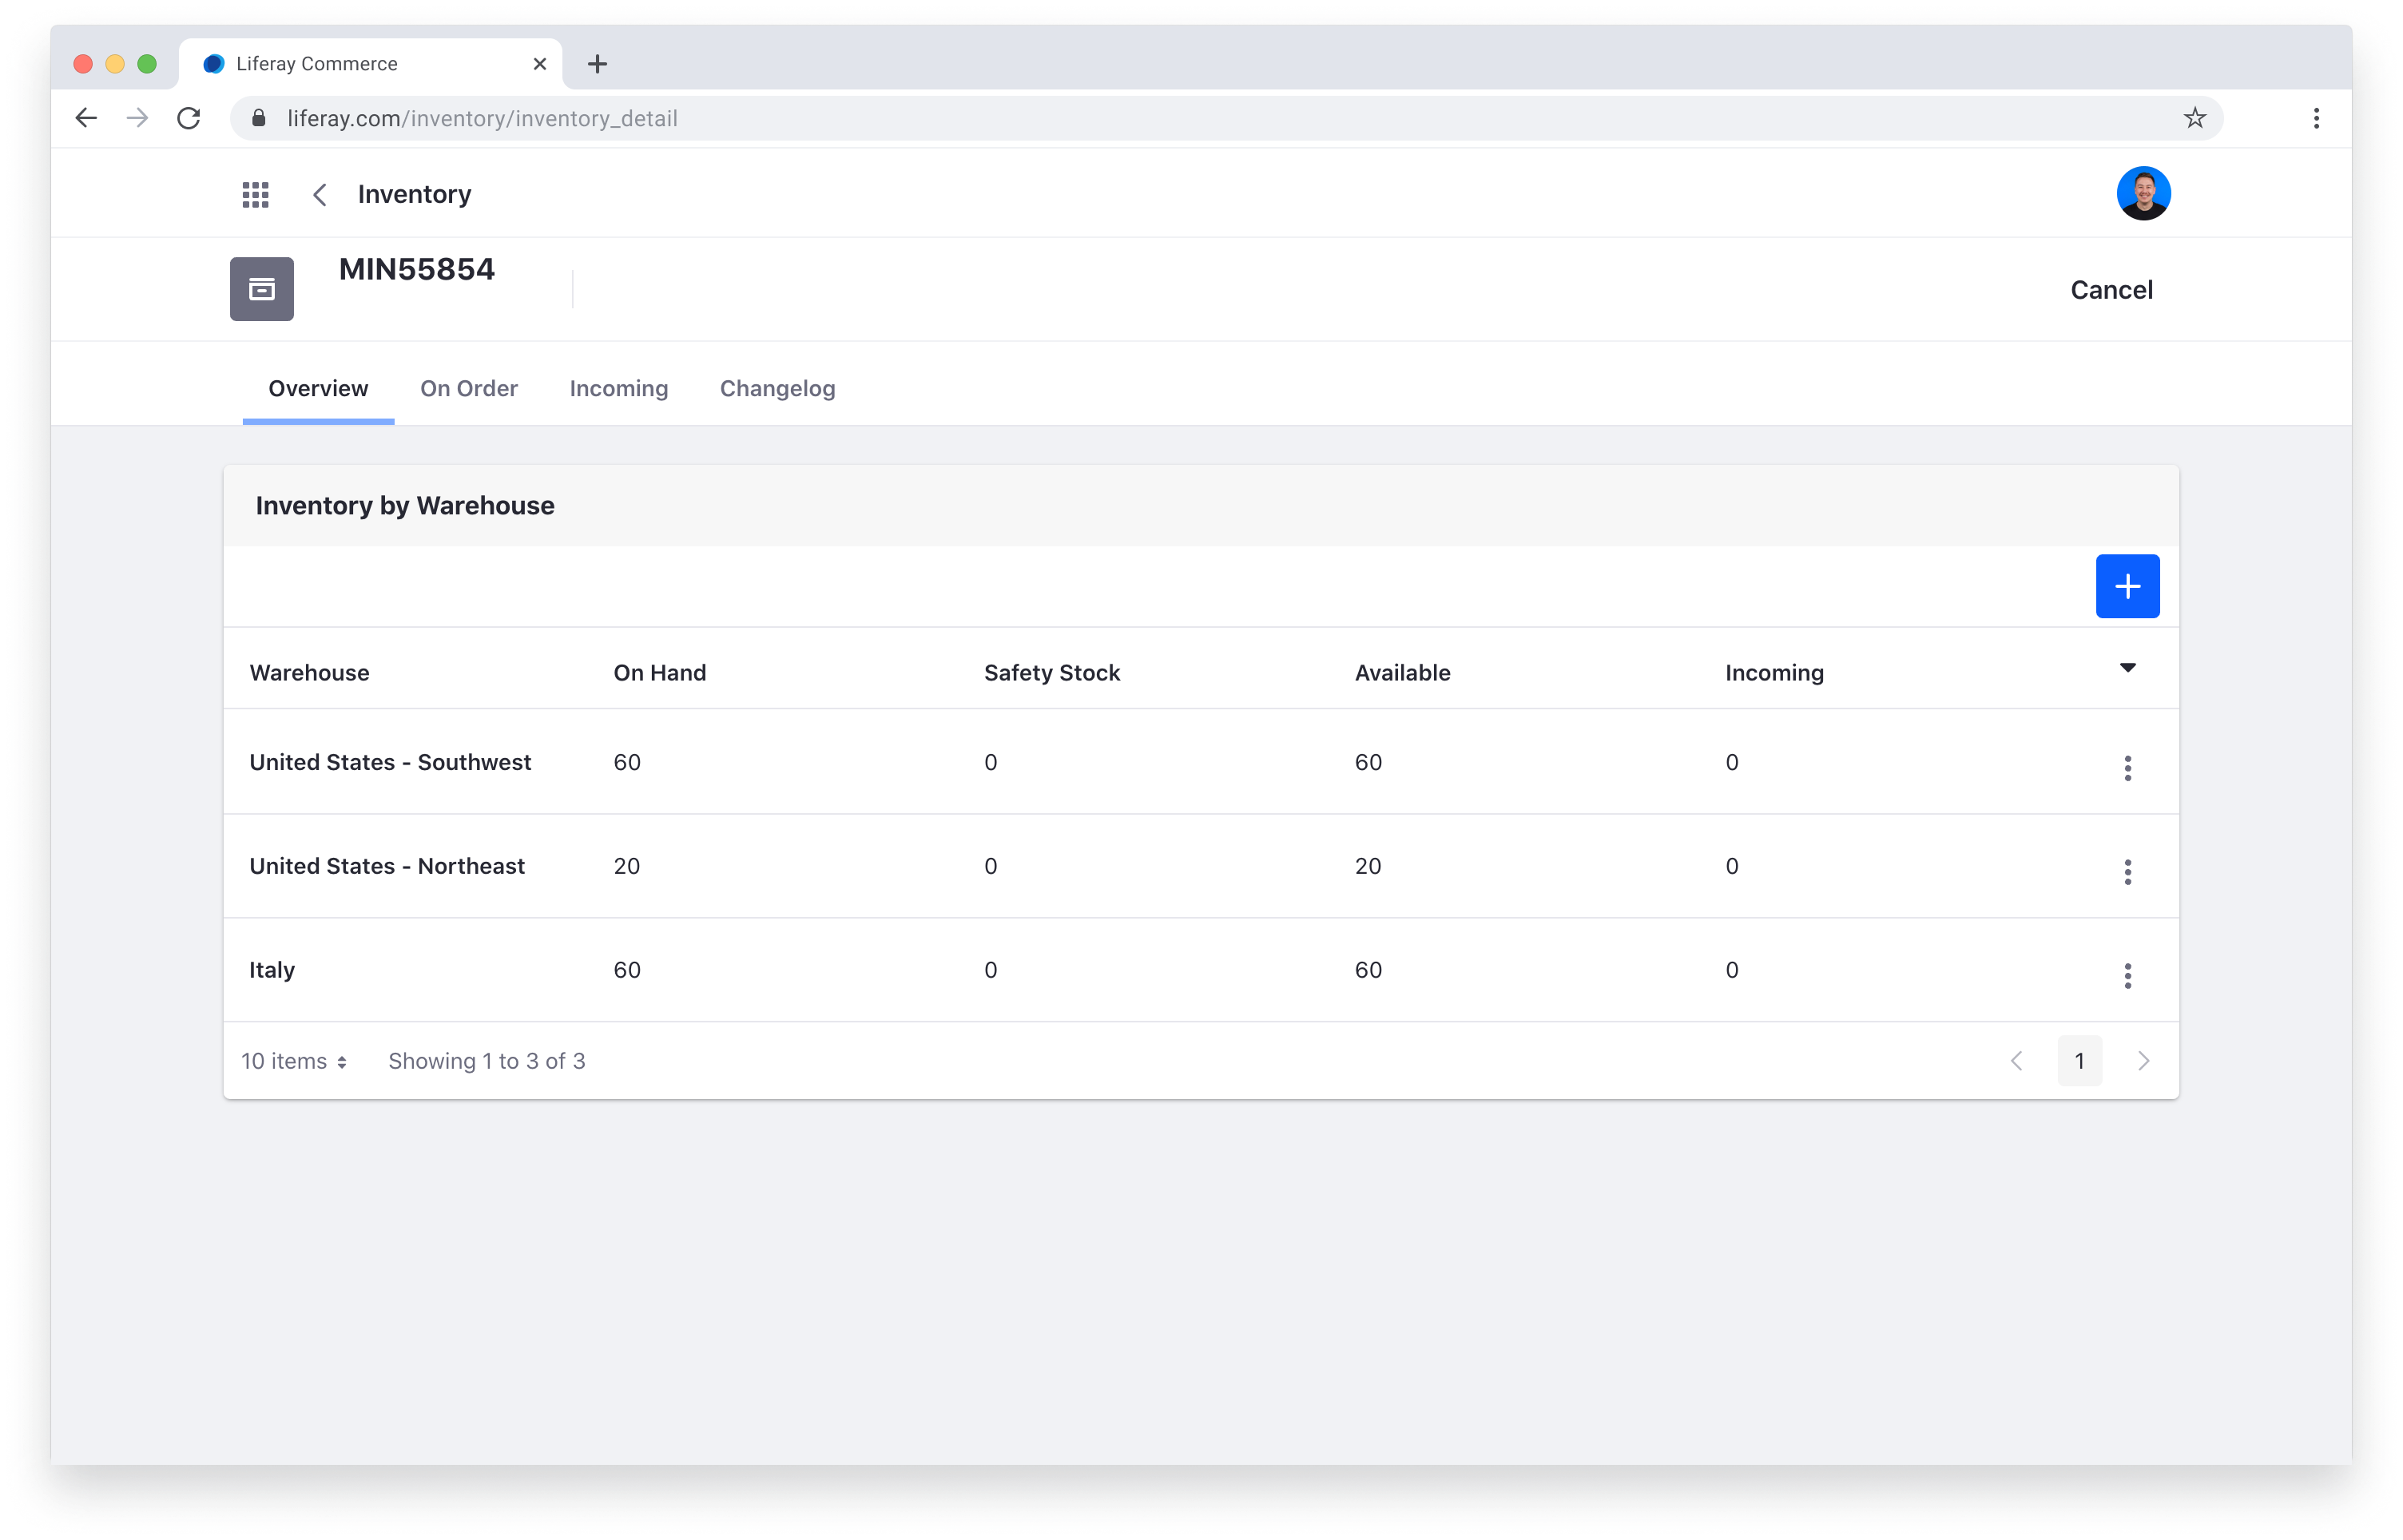 Liferay Commerce
liferay.com/inventory/inventory_detail
Inventory
MIN55854
Cancel
Overview On Order Incoming Changelog
Inventory by Warehouse
Warehouse On Hand Safety Stock Available Incoming
United States - Southwest 60 0 60 0
United States - Northeast 20 0 20 0
Italy 60 0 60 0
10 items Showing 1 to 3 of 3 1